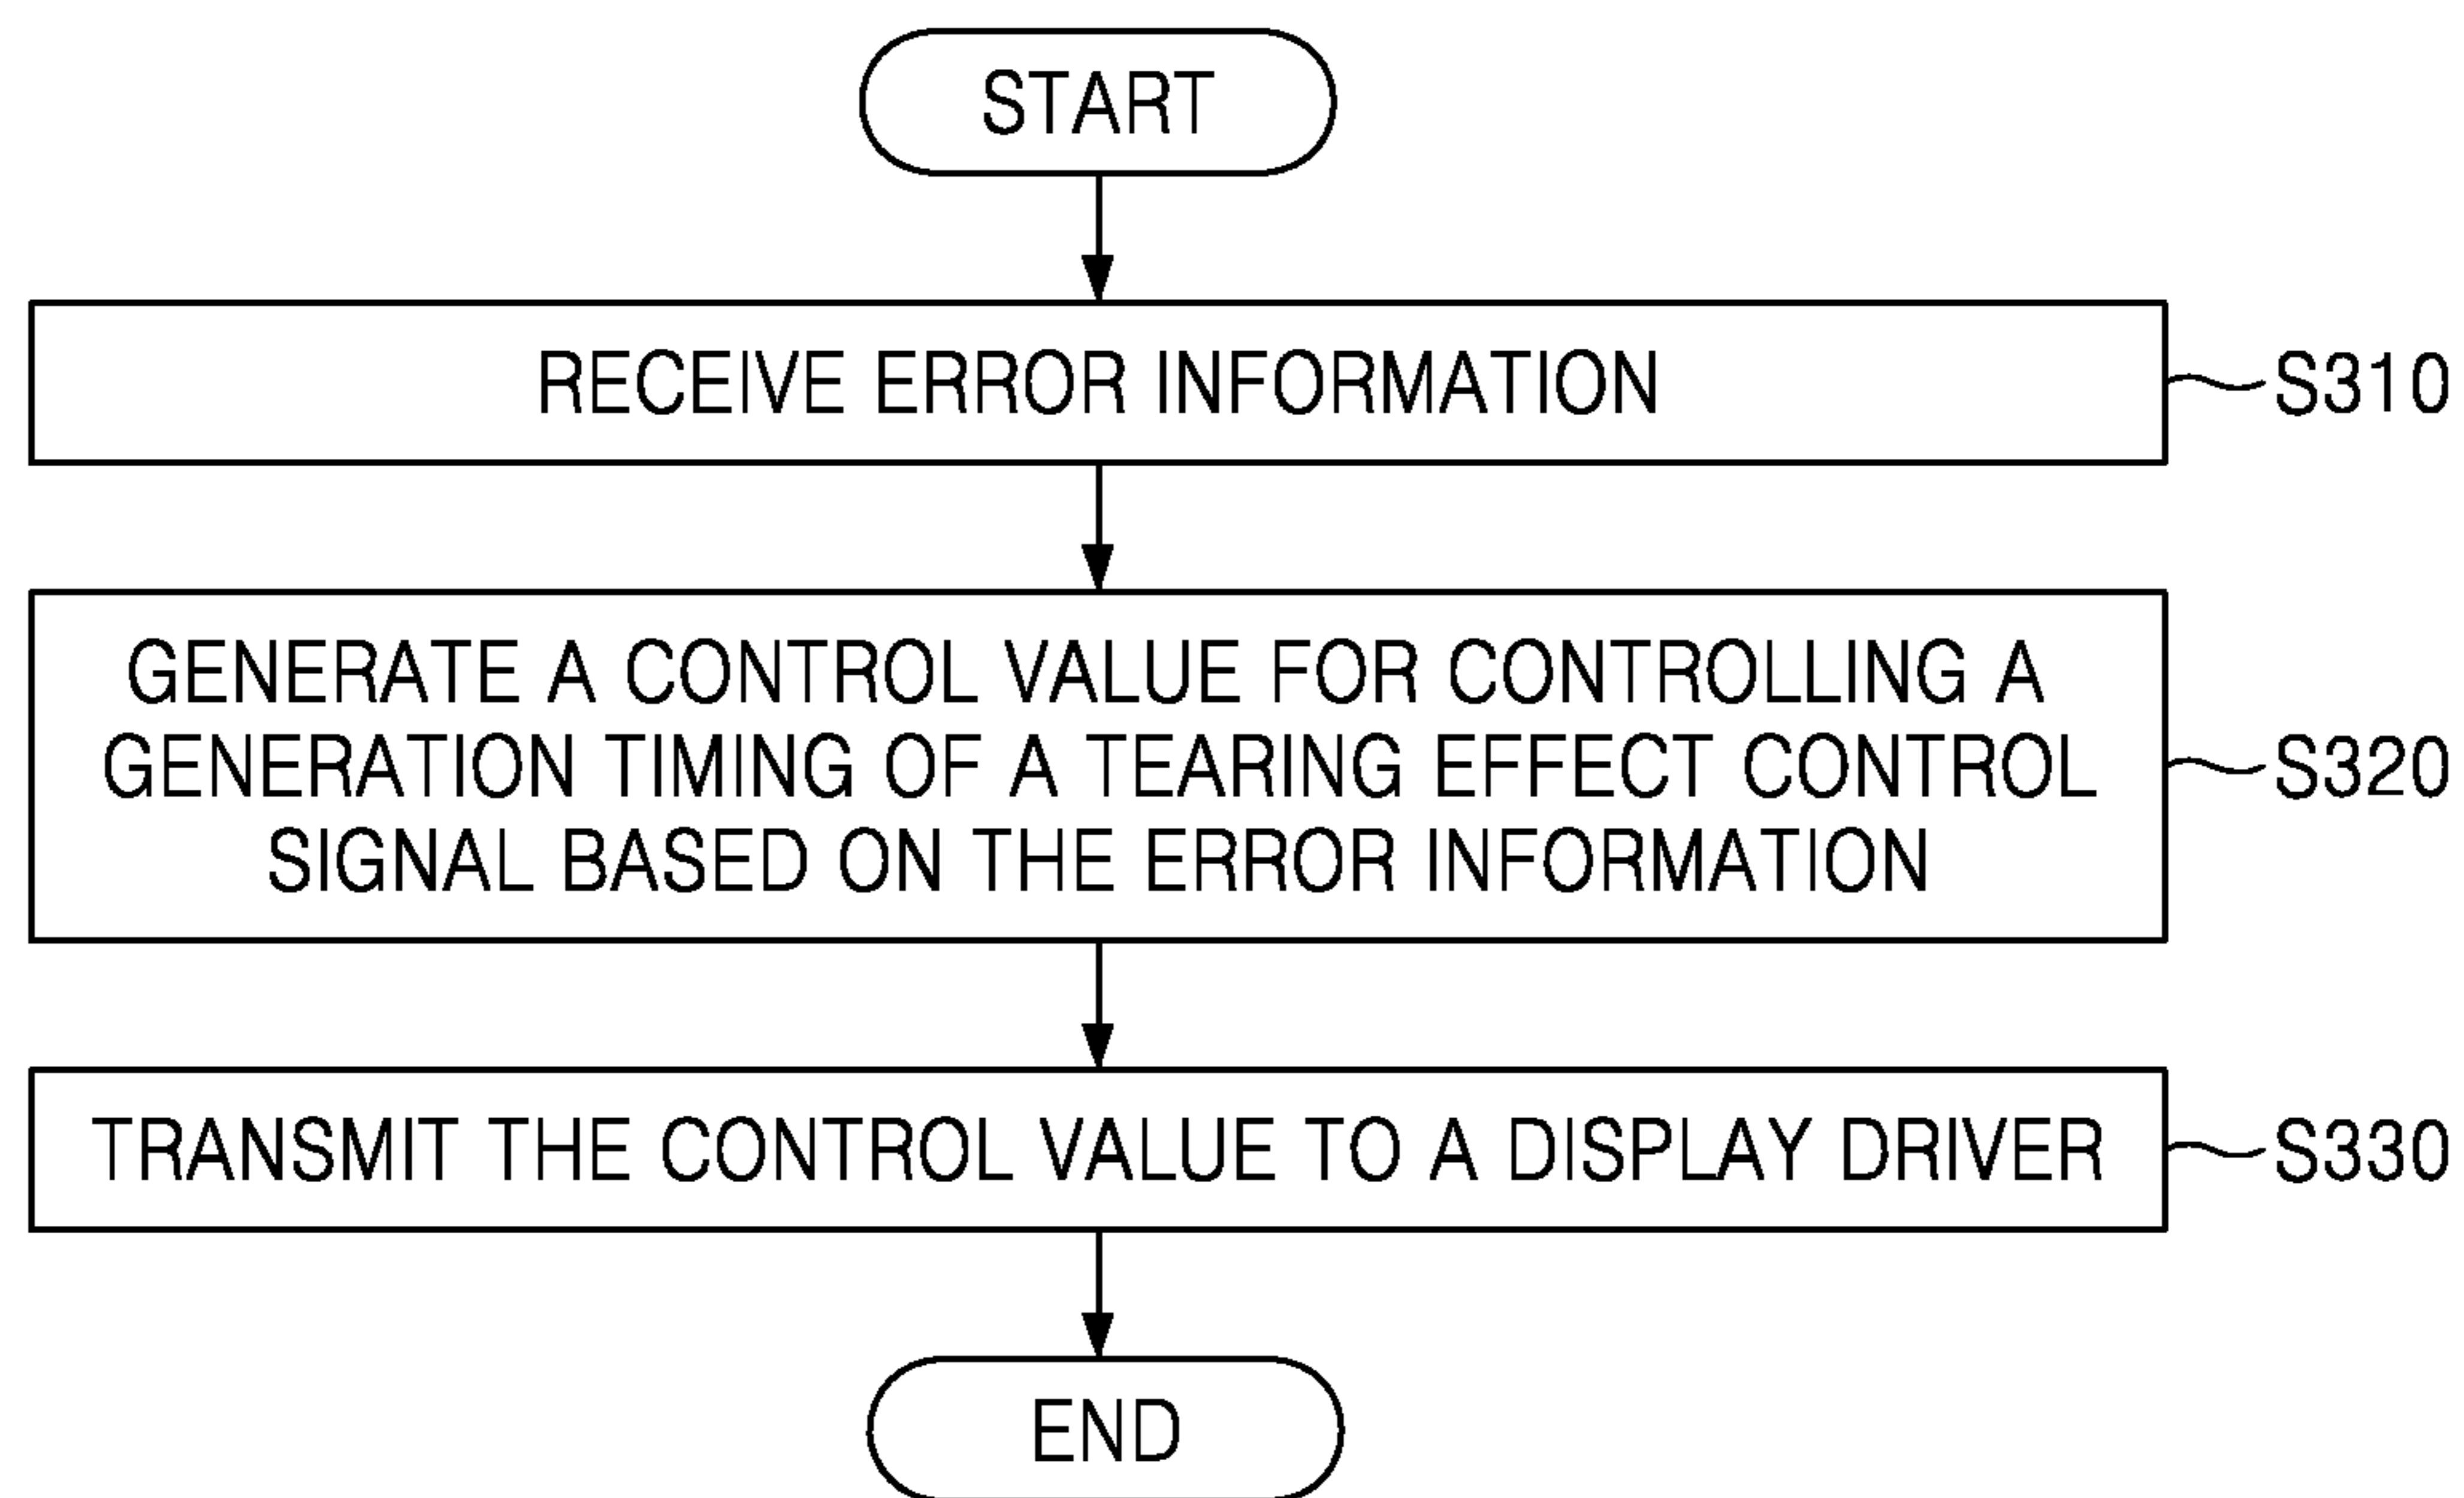 START
RECEIVE ERROR INFORMATION
S310
GENERATE A CONTROL VALUE FOR CONTROLLING A
GENERATION TIMING OF A TEARING EFFECT CONTROL
SIGNAL BASED ON THE ERROR INFORMATION
S320
TRANSMIT THE CONTROL VALUE TO A DISPLAY DRIVER
S330
END